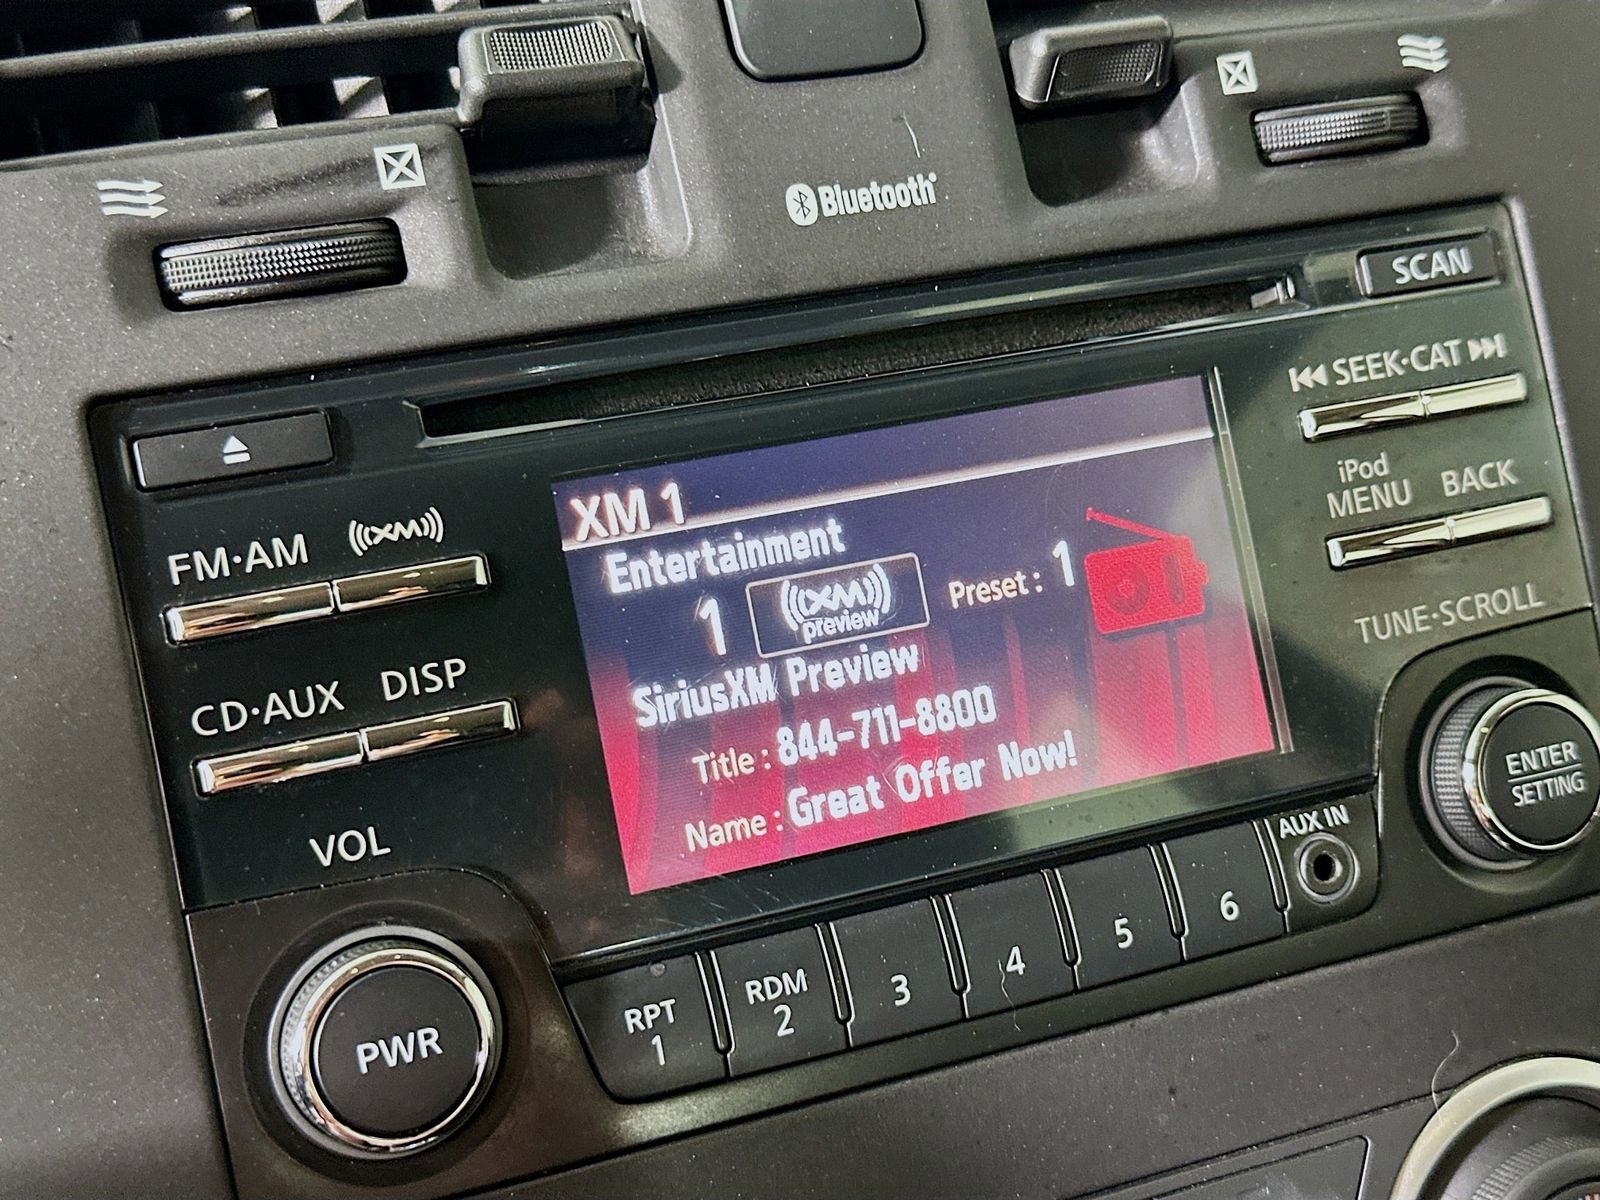 Bluetooth
SCAN
SEEK·CAT
iPod
MENU BACK
TUNE·SCROLL
ENTER
SETTING
FM·AM XM
CD·AUX DISP
VOL
PWR
XM 1
Entertainment
1 XM Preset : 1
preview
SiriusXM Preview
Title : 844-711-8800
Name : Great Offer Now!
AUX IN
RPT
1
RDM
2
3
4
5
6